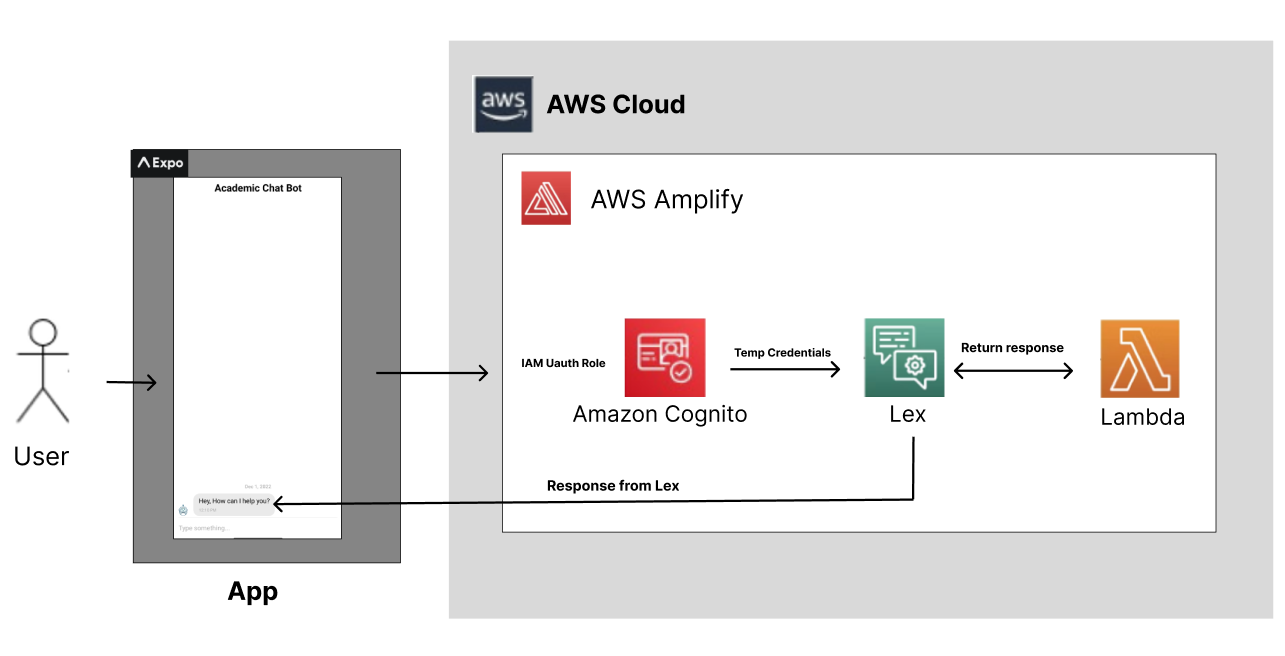 aws
AWS Cloud
Expo
Academic Chat Bot
AWS Amplify
IAM Uauth Role
Temp Credentials
Return response
Amazon Cognito
Lex
Lambda
User
Response from Lex
Dec 1, 2022
Hey, How can I help you?
Type something...
App